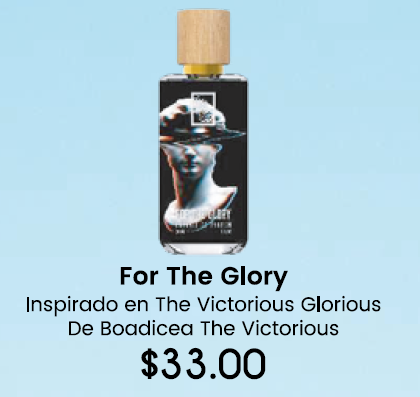 For The Glory
Inspirado en The Victorious Glorious
De Boadicea The Victorious
$33.00